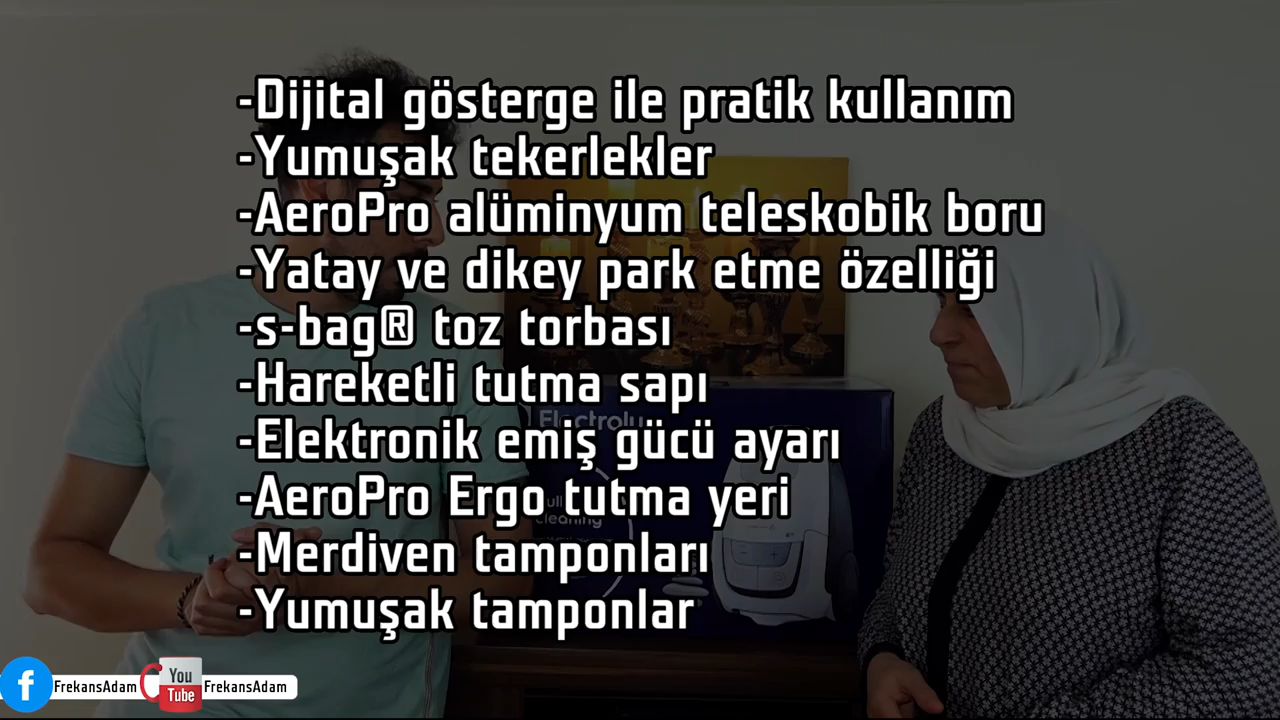 -Dijital gösterge ile pratik kullanım
-Yumuşak tekerlekler
-AeroPro alüminyum teleskobik boru
-Yatay ve dikey park etme özelliği
-s-bag® toz torbası
-Hareketli tutma sapı
-Elektronik emiş gücü ayarı
-AeroPro Ergo tutma yeri
-Merdiven tamponları
-Yumuşak tamponlar
Electrolux
cleaning
f FrekansAdam
You Tube FrekansAdam